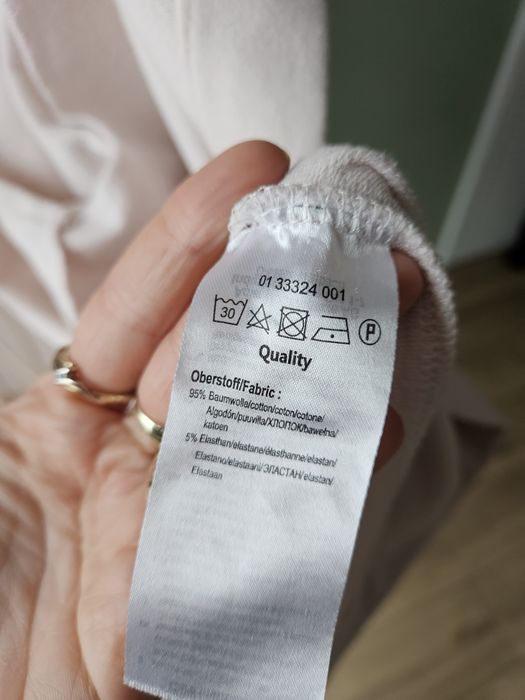 01 33324 001
30 P
Quality
Oberstoff/Fabric :
95% Baumwolle/cotton/coton/cotone/
Algodón/puuvilla/ХЛОПОК/bawełna/
katoen
5% Elasthan/elastane/élasthanne/elastan/
Elastano/elastaani/ЭЛАСТАН/elastan/
Elastaan